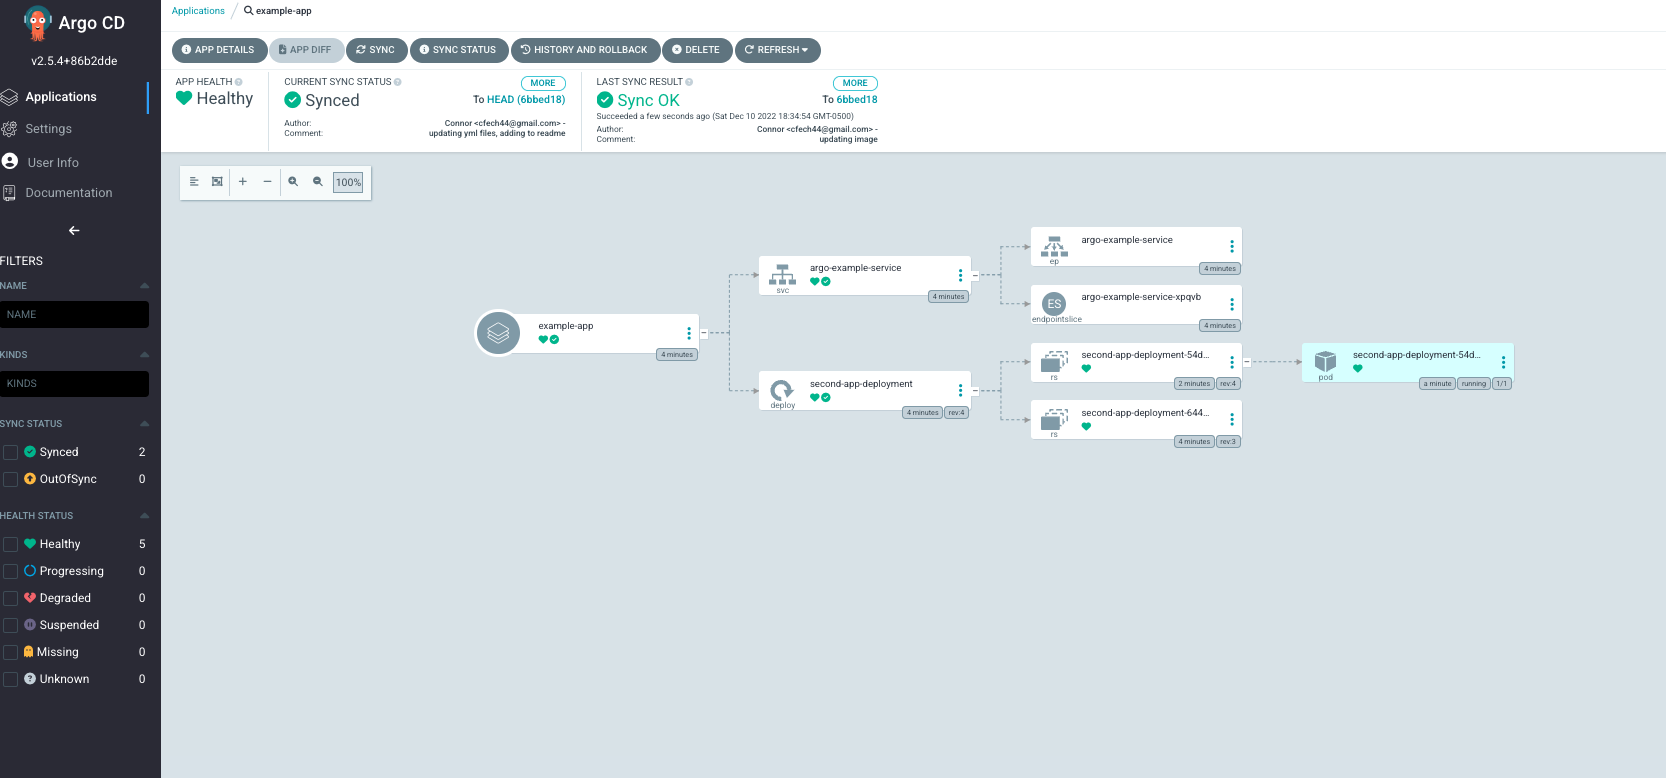 Argo CD
v2.5.4+86b2dde
Applications
Settings
User Info
Documentation
FILTERS
NAME
NAME
KINDS
KINDS
SYNC STATUS
Synced 2
OutOfSync 0
HEALTH STATUS
Healthy 5
Progressing 0
Degraded 0
Suspended 0
Missing 0
Unknown 0
Applications / example-app
APP DETAILS APP DIFF SYNC SYNC STATUS HISTORY AND ROLLBACK DELETE REFRESH
APP HEALTH
Healthy
CURRENT SYNC STATUS MORE
Synced To HEAD (6bbed18)
Author: Connor <cfech44@gmail.com> -
Comment: updating yml files, adding to readme
LAST SYNC RESULT MORE
Sync OK To 6bbed18
Succeeded a few seconds ago (Sat Dec 10 2022 18:34:54 GMT-0500)
Author: Connor <cfech44@gmail.com> -
Comment: updating image
100%
example-app
4 minutes
argo-example-service
svc
4 minutes
second-app-deployment
deploy
4 minutes rev:4
argo-example-service
ep
4 minutes
ES
argo-example-service-xpqvb
endpointslice
4 minutes
second-app-deployment-54d...
rs
2 minutes rev:4
second-app-deployment-644...
rs
4 minutes rev:3
second-app-deployment-54d...
pod
a minute running 1/1